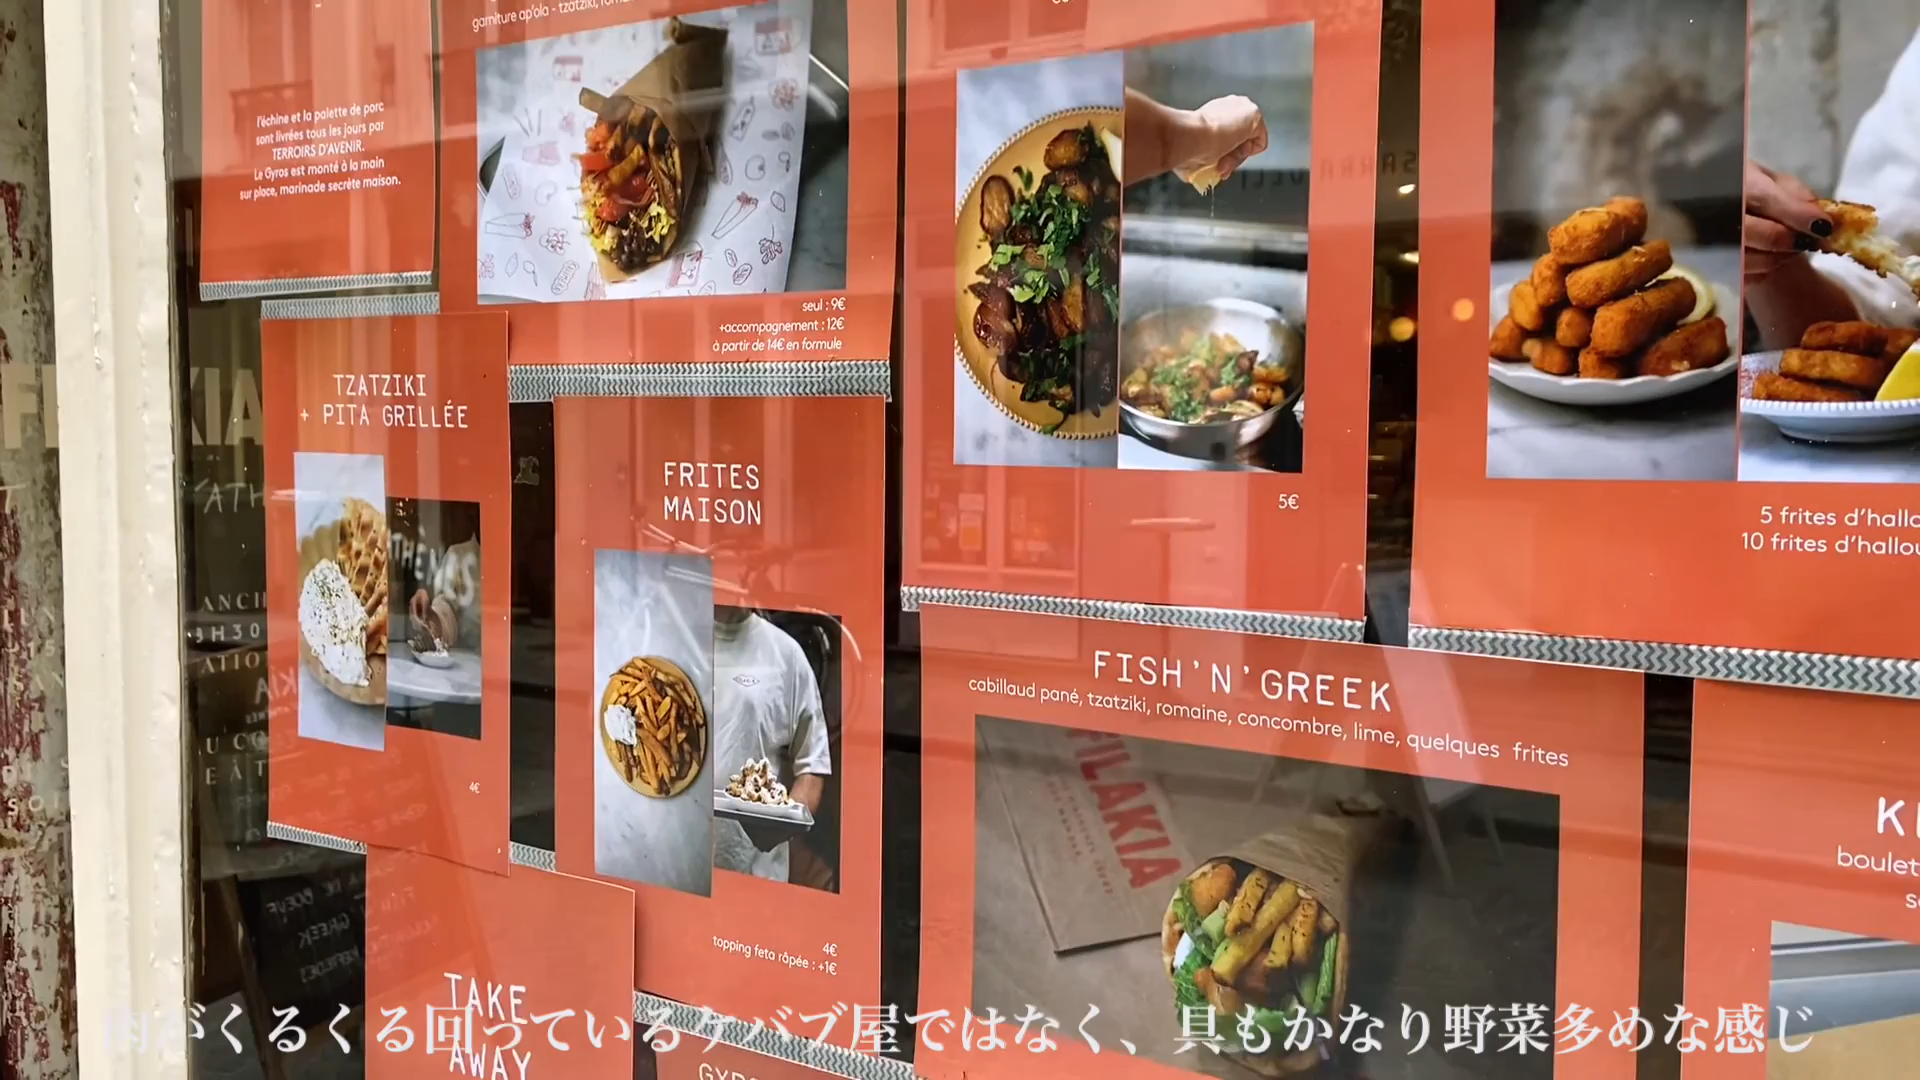 garniture ap'ola - tzatziki,
l'échine et la palette de porc
sont livrées tous les jours par
TERROIRS D'AVENIR.
Le Gyros est monté à la main
sur place, marinade secrète maison.
seul : 9€
+accompagnement : 12€
à partir de 14€ en formule
TZATZIKI
+ PITA GRILLÉE
4€
FRITES
MAISON
4€
topping feta râpée : +1€
5€
5 frites d'hallo
10 frites d'hallou
FISH'N'GREEK
cabillaud pané, tzatziki, romaine, concombre, lime, quelques frites
FILAKIA
K
boulet
TAKE
AWAY
肉がくるくる回っているケバブ屋ではなく、具もかなり野菜多めな感じ